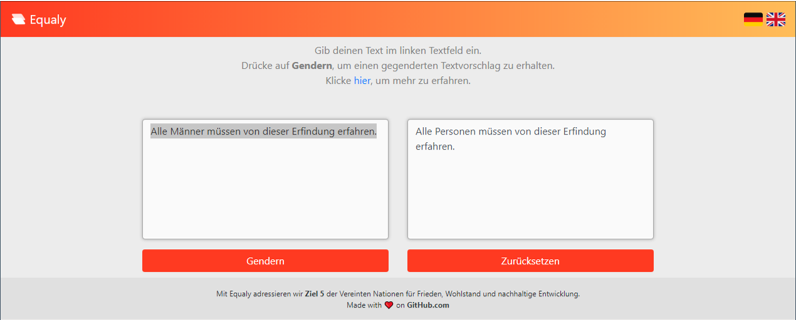 Equaly
Gib deinen Text im linken Textfeld ein.
Drücke auf Gendern, um einen gegenderten Textvorschlag zu erhalten.
Klicke hier, um mehr zu erfahren.
Alle Männer müssen von dieser Erfindung erfahren.
Alle Personen müssen von dieser Erfindung
erfahren.
Gendern
Zurücksetzen
Mit Equaly adressieren wir Ziel 5 der Vereinten Nationen für Frieden, Wohlstand und nachhaltige Entwicklung.
Made with ❤ on GitHub.com